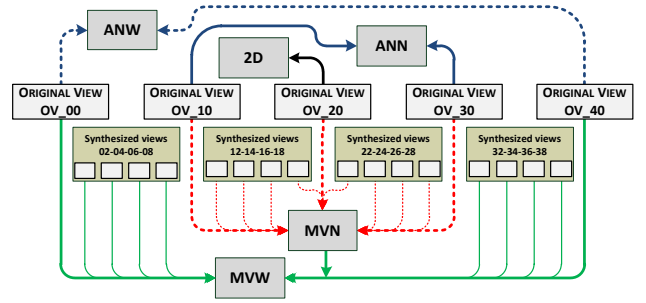 ANW
ANN
2D
ORIGINAL VIEW
OV_00
ORIGINAL VIEW
OV_10
ORIGINAL VIEW
OV_20
ORIGINAL VIEW
OV_30
ORIGINAL VIEW
OV_40
Synthesized views
02-04-06-08
Synthesized views
12-14-16-18
Synthesized views
22-24-26-28
Synthesized views
32-34-36-38
MVN
MVW